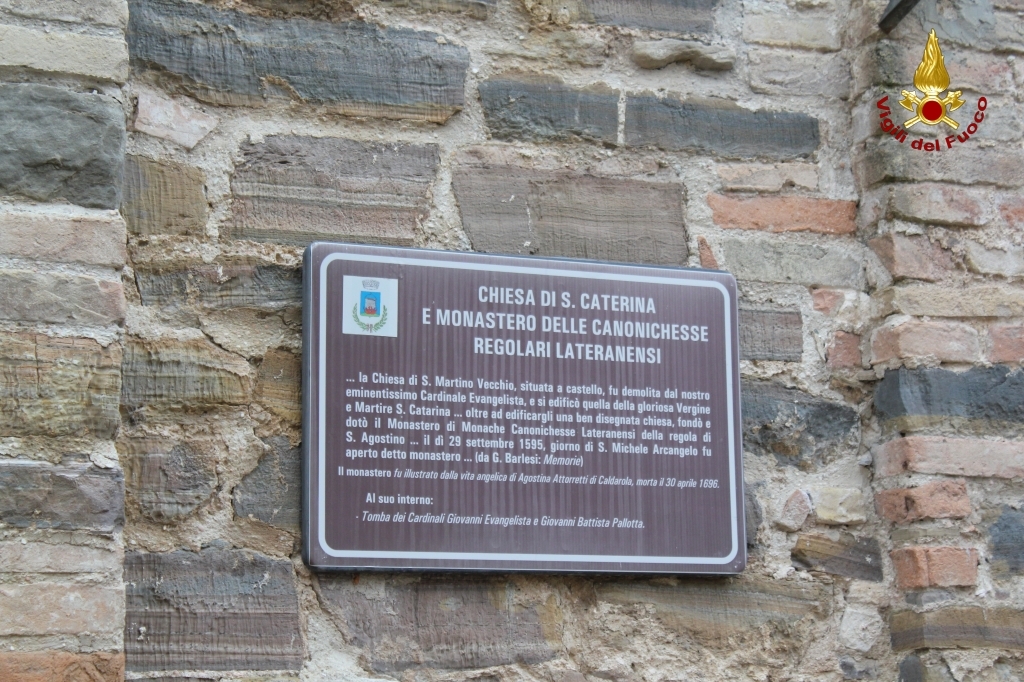 Vigili del Fuoco
CHIESA DI S. CATERINA
E MONASTERO DELLE CANONICHESSE
REGOLARI LATERANENSI
... la Chiesa di S. Martino Vecchio, situata a castello, fu demolita dal nostro
eminentissimo Cardinale Evangelista, e si edificò quella della gloriosa Vergine
e Martire S. Catarina ... oltre ad edificargli una ben disegnata chiesa, fondò e
dotò il Monastero di Monache Canonichesse Lateranensi della regola di
S. Agostino ... il dì 29 settembre 1595, giorno di S. Michele Arcangelo fu
aperto detto monastero ... (da G. Barlesi: Memorie)
Il monastero fu illustrato dalla vita angelica di Agostina Attorretti di Caldarola, morta il 30 aprile 1696.
Al suo interno:
- Tomba dei Cardinali Giovanni Evangelista e Giovanni Battista Pallotta.